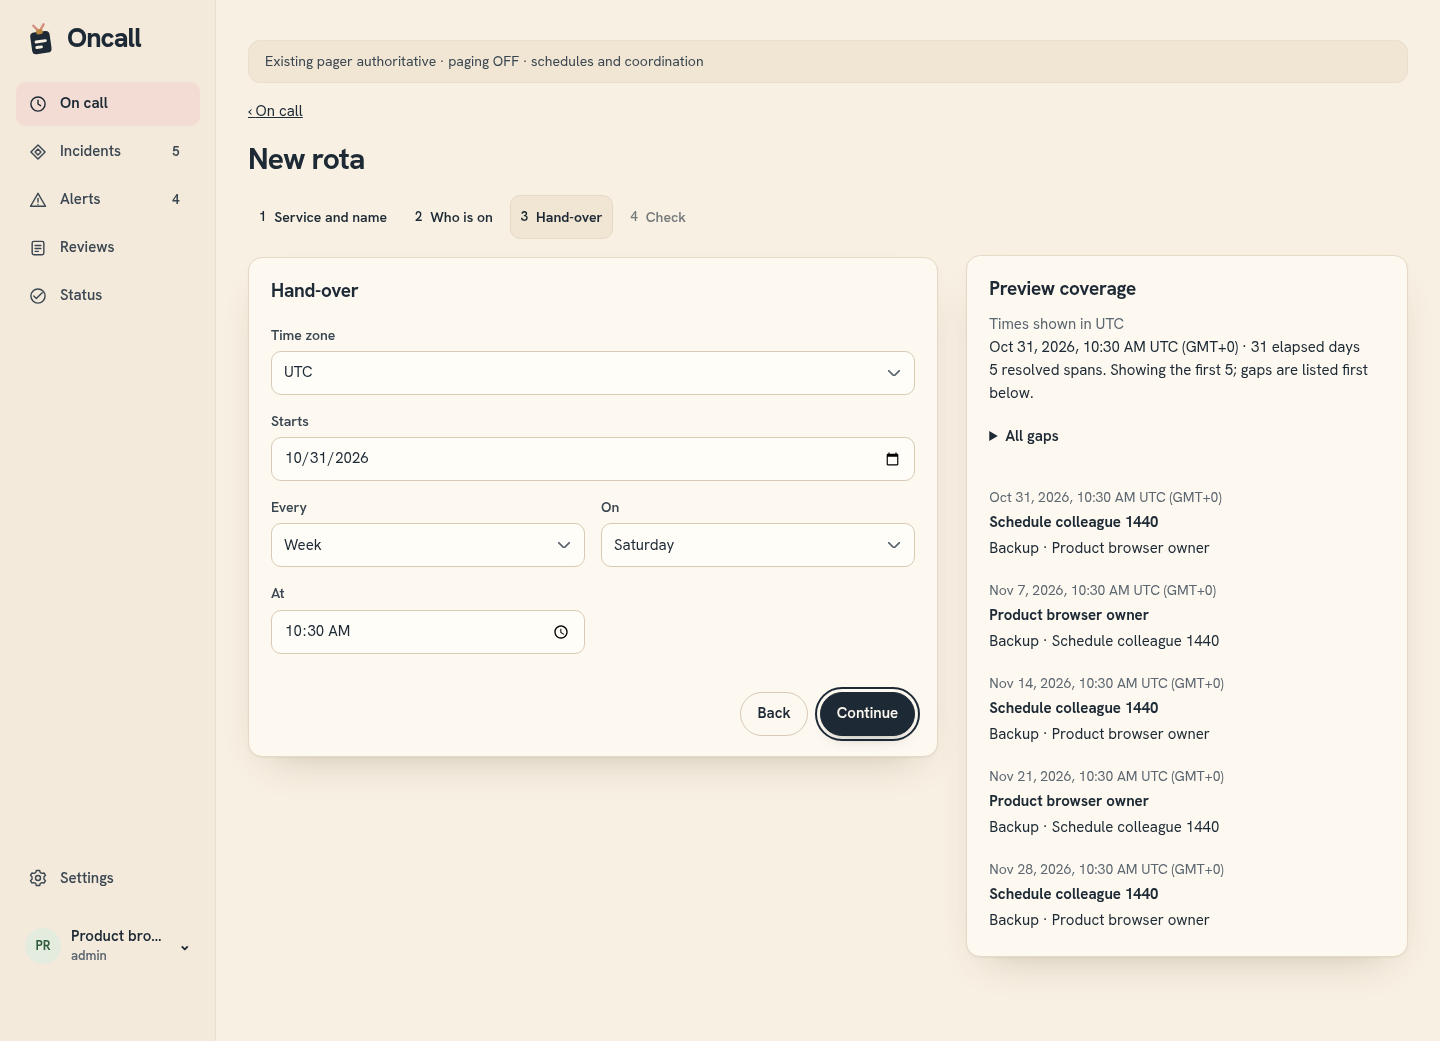 Oncall
On call
Incidents 5
Alerts 4
Reviews
Status
Settings
PR
Product bro...
admin
Existing pager authoritative · paging OFF · schedules and coordination
‹ On call
New rota
1 Service and name
2 Who is on
3 Hand-over
4 Check
Hand-over
Time zone
UTC
Starts
10/31/2026
Every
Week
On
Saturday
At
10:30 AM
Back
Continue
Preview coverage
Times shown in UTC
Oct 31, 2026, 10:30 AM UTC (GMT+0) · 31 elapsed days
5 resolved spans. Showing the first 5; gaps are listed first
below.
All gaps
Oct 31, 2026, 10:30 AM UTC (GMT+0)
Schedule colleague 1440
Backup · Product browser owner
Nov 7, 2026, 10:30 AM UTC (GMT+0)
Product browser owner
Backup · Schedule colleague 1440
Nov 14, 2026, 10:30 AM UTC (GMT+0)
Schedule colleague 1440
Backup · Product browser owner
Nov 21, 2026, 10:30 AM UTC (GMT+0)
Product browser owner
Backup · Schedule colleague 1440
Nov 28, 2026, 10:30 AM UTC (GMT+0)
Schedule colleague 1440
Backup · Product browser owner